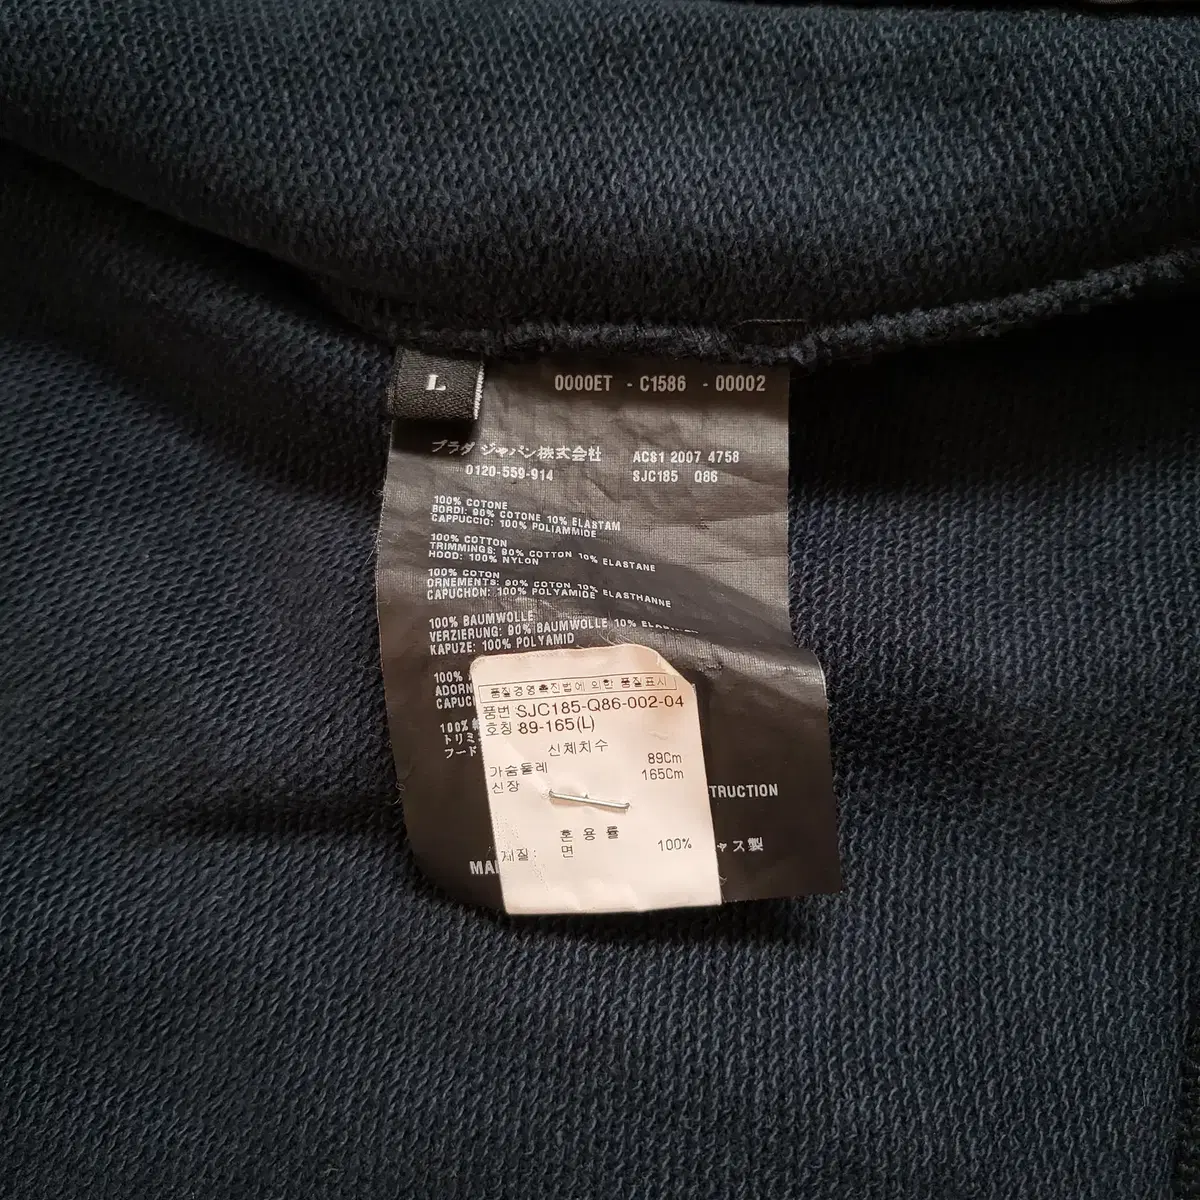 L
0000ET - C1586 - 00002
プラダ ジャパン株式会社
0120-559-914
ACS1 2007 4758
SJC185 Q86
100% COTONE
BORDI: 90% COTONE 10% ELASTAM
CAPPUCCIO: 100% POLIAMMIDE
100% COTTON
TRIMMINGS: 90% COTTON 10% ELASTANE
HOOD: 100% NYLON
100% COTON
ORNEMENTS: 90% COTON 10% ELASTHANNE
CAPUCHON: 100% POLYAMIDE
100% BAUMWOLLE
VERZIERUNG: 90% BAUMWOLLE 10%
KAPUZE: 100% POLYAMID
100%
ADORN
CAPUC
100%
トリミ
フード
품질경영촉진법에 의한 품질표시
품번 SJC185-Q86-002-04
호칭 89-165(L)
신체치수
가슴둘레 89Cm
신장 165Cm
TRUCTION
혼용률
재질: 면 100%
ャス製
MA